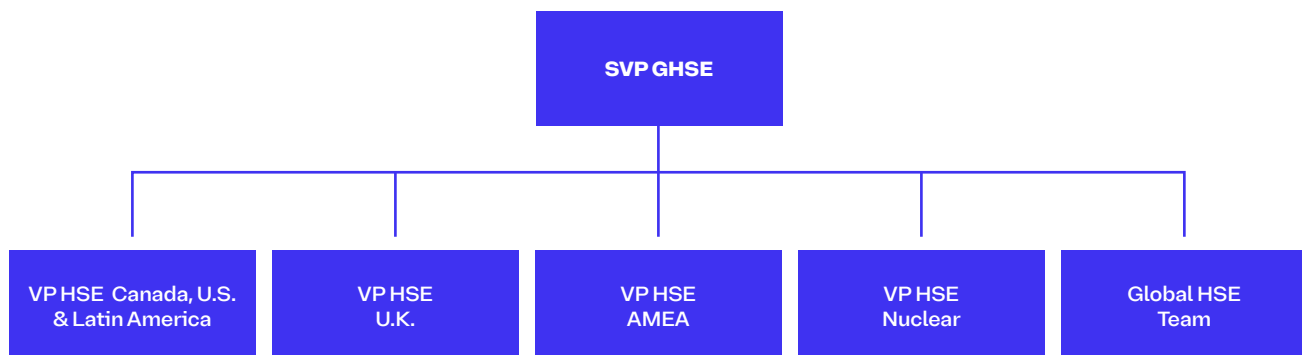 SVP GHSE
VP HSE Canada, U.S.
& Latin America
VP HSE
U.K.
VP HSE
AMEA
VP HSE
Nuclear
Global HSE
Team